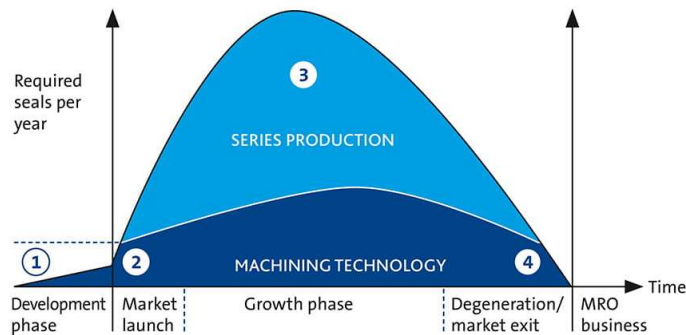 Required
seals per
year
3
SERIES PRODUCTION
1
2
MACHINING TECHNOLOGY
4
Time
Development
phase
Market
launch
Growth phase
Degeneration/
market exit
MRO
business